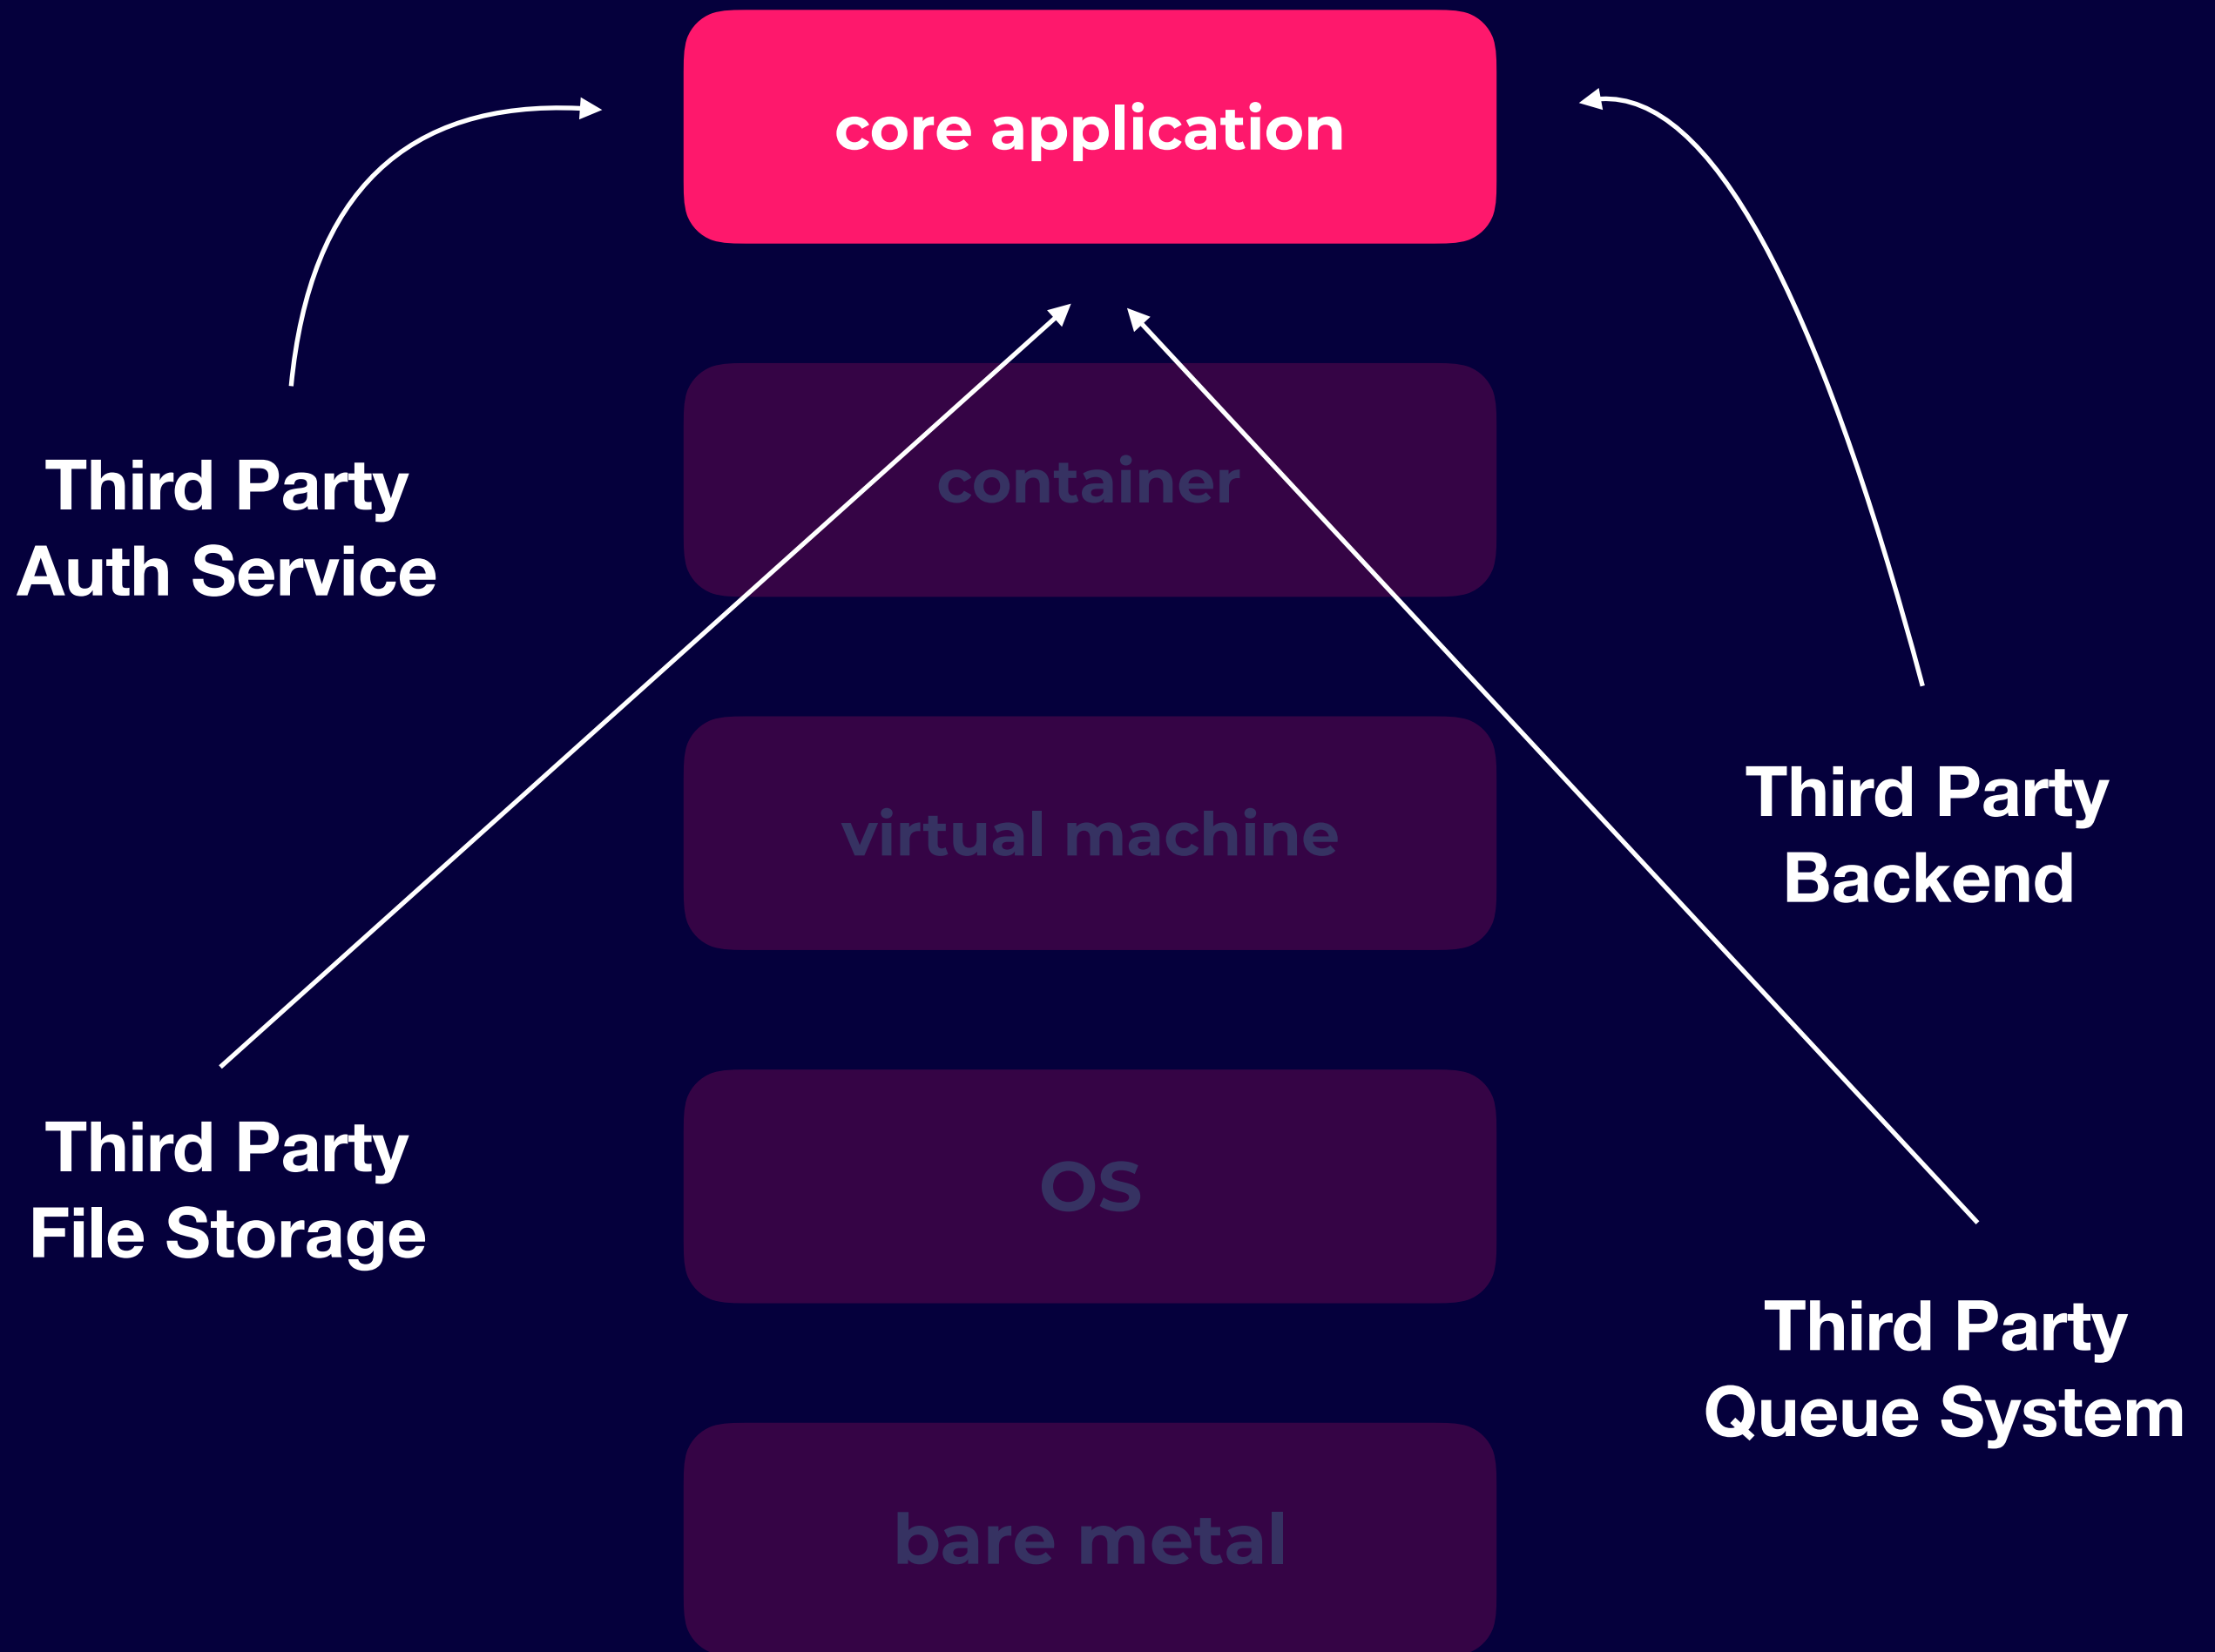 core application
container
Third Party
Auth Service
virtual machine
Third Party
Backend
Third Party
File Storage
OS
Third Party
Queue System
bare metal